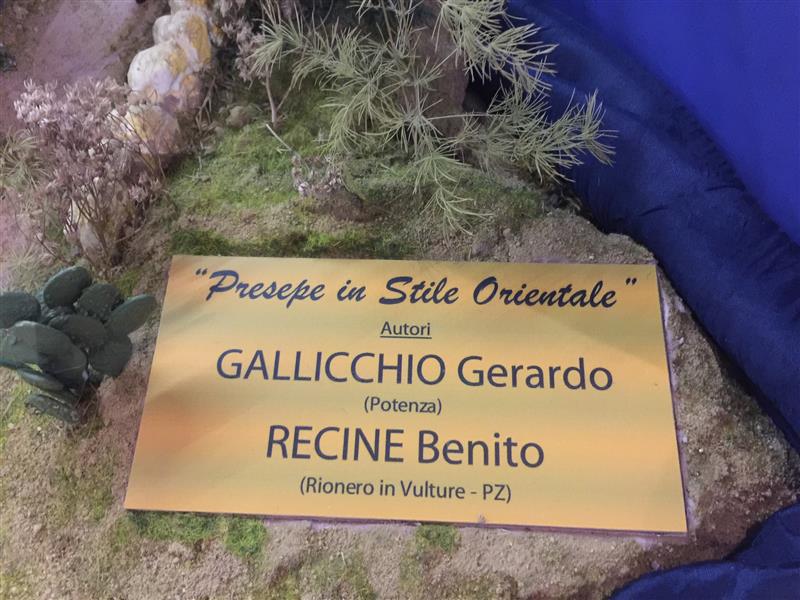 "Presepe in Stile Orientale"
Autori
GALLICCHIO Gerardo
(Potenza)
RECINE Benito
(Rionero in Vulture - PZ)